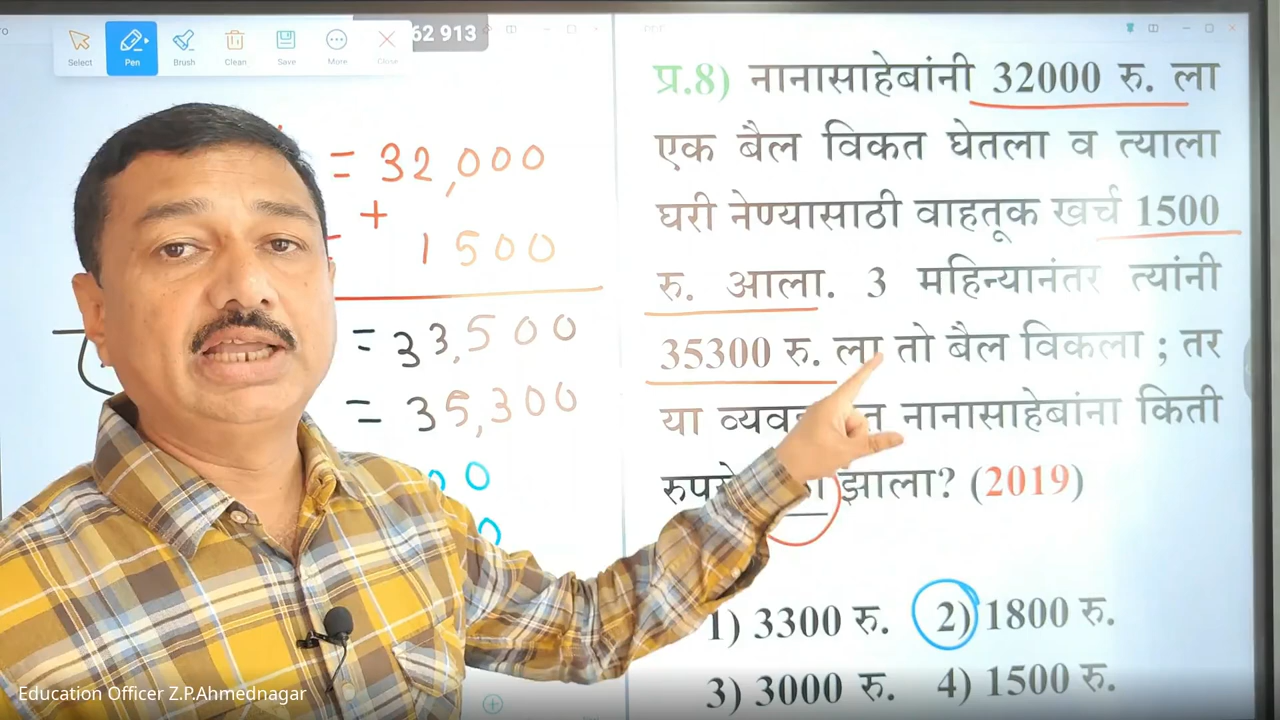 62 913
Select
Pen
Brush
Clean
Save
More
Close
= 32,000
+
1500
= 33,500
= 35,300
00
0
प्र.8) नानासाहेबांनी 32000 रु. ला
एक बैल विकत घेतला व त्याला
घरी नेण्यासाठी वाहतूक खर्च 1500
रु. आला. 3 महिन्यानंतर त्यांनी
35300 रु. ला तो बैल विकला ; तर
या नानासाहेबांना किती
झाला? (2019)
1) 3300 रु. 2) 1800 रु.
3) 3000 रु. 4) 1500 रु.
Education Officer Z.P.Ahmednagar